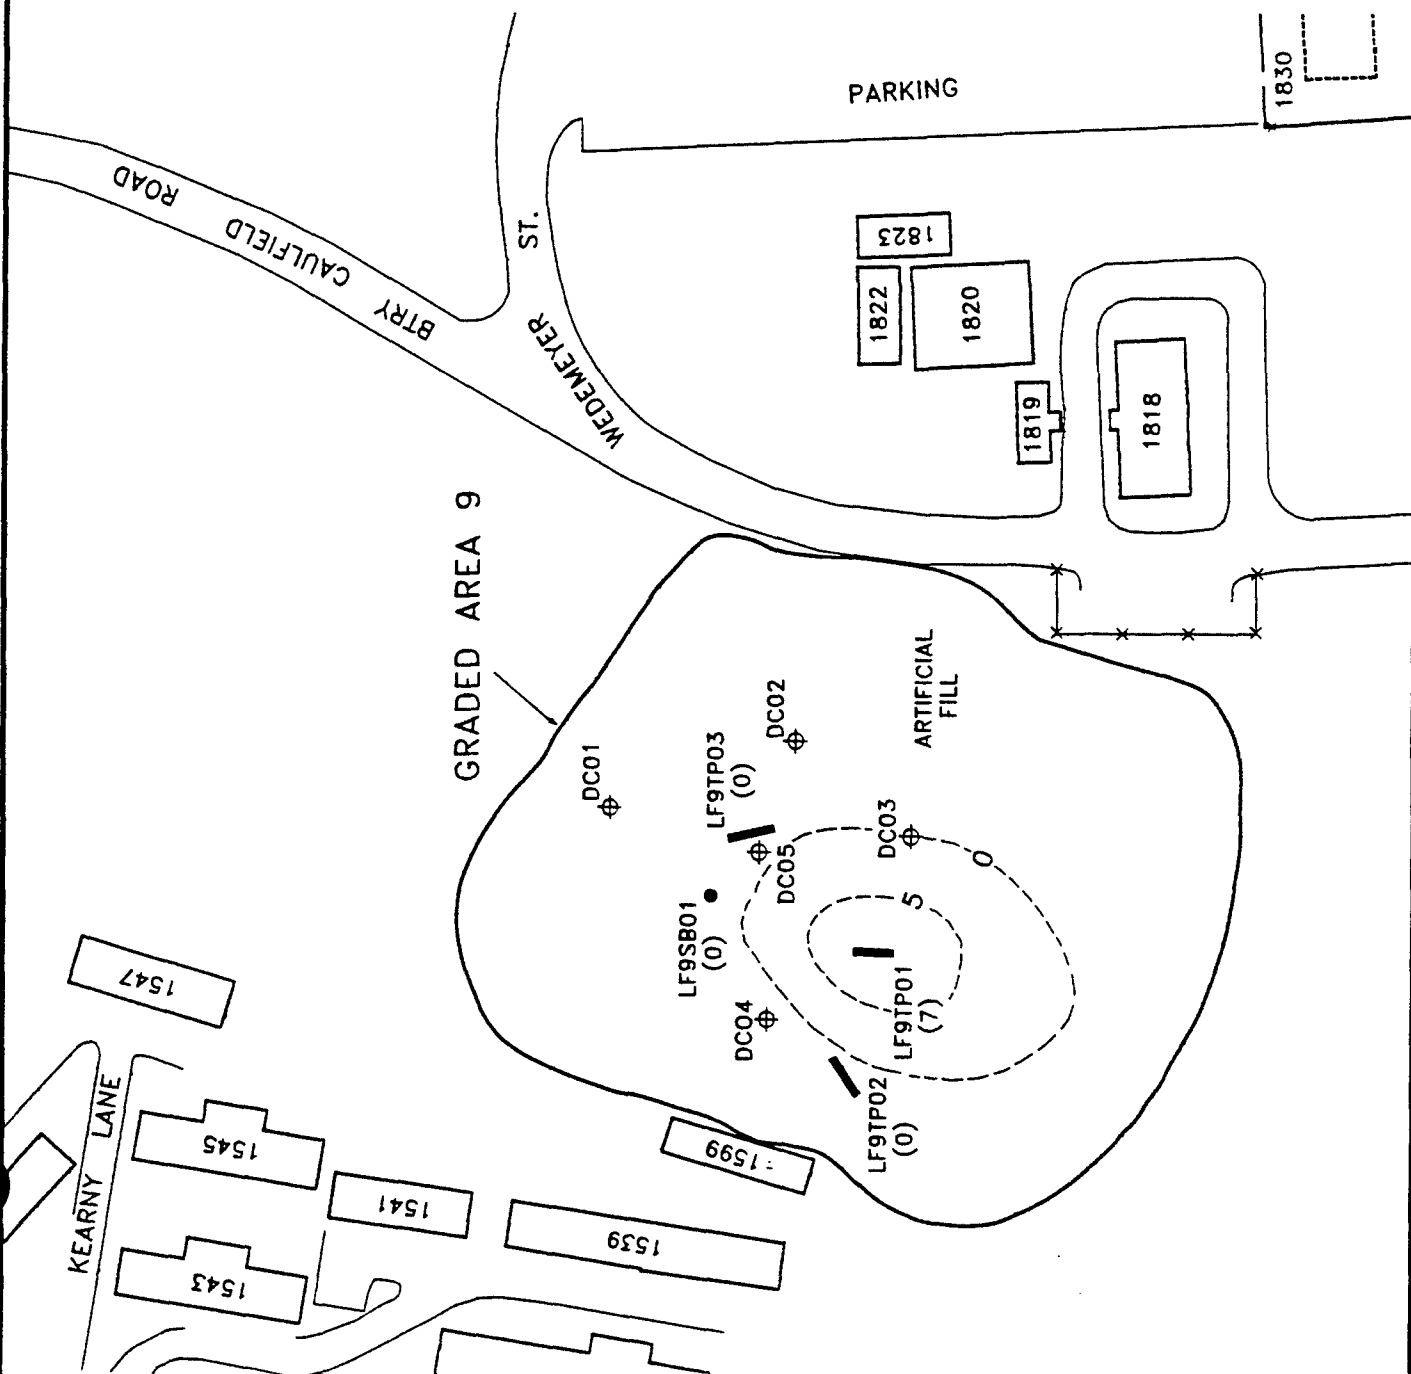 PARKING
1830
BTRY CAULFIELD ROAD
WEDEMEYER ST.
1823
1822
1820
1819
1818
GRADED AREA 9
ARTIFICIAL
FILL
DC01
DC02
LF9TP03
(0)
DC03
DC05
0
5
LF9SB01
(0)
LF9TP01
(7)
DC04
LF9TP02
(0)
1547
KEARNY LANE
1545
1541
1599
1539
1543